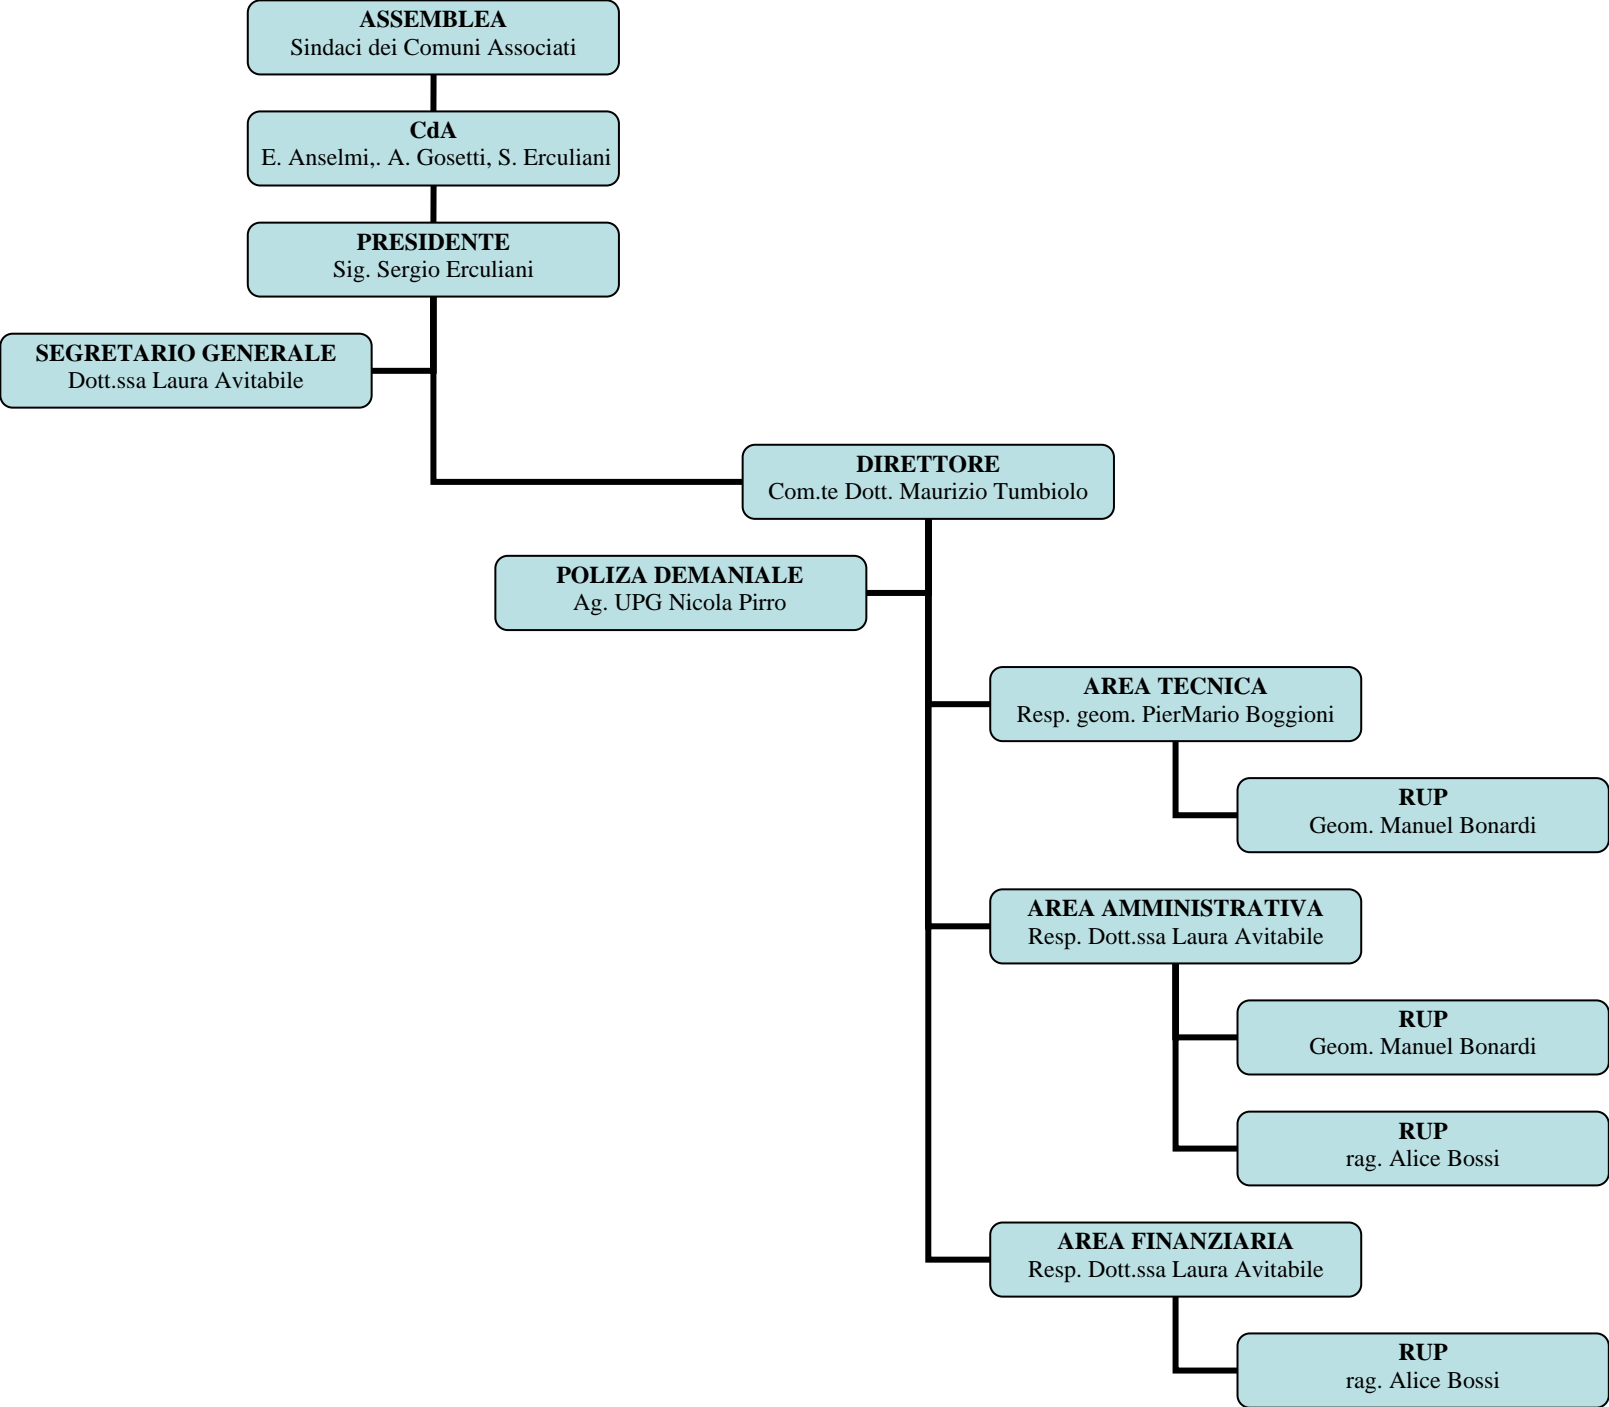 ASSEMBLEA
Sindaci dei Comuni Associati
CdA
E. Anselmi,. A. Gosetti, S. Erculiani
PRESIDENTE
Sig. Sergio Erculiani
SEGRETARIO GENERALE
Dott.ssa Laura Avitabile
DIRETTORE
Com.te Dott. Maurizio Tumbiolo
POLIZA DEMANIALE
Ag. UPG Nicola Pirro
AREA TECNICA
Resp. geom. PierMario Boggioni
RUP
Geom. Manuel Bonardi
AREA AMMINISTRATIVA
Resp. Dott.ssa Laura Avitabile
RUP
Geom. Manuel Bonardi
RUP
rag. Alice Bossi
AREA FINANZIARIA
Resp. Dott.ssa Laura Avitabile
RUP
rag. Alice Bossi